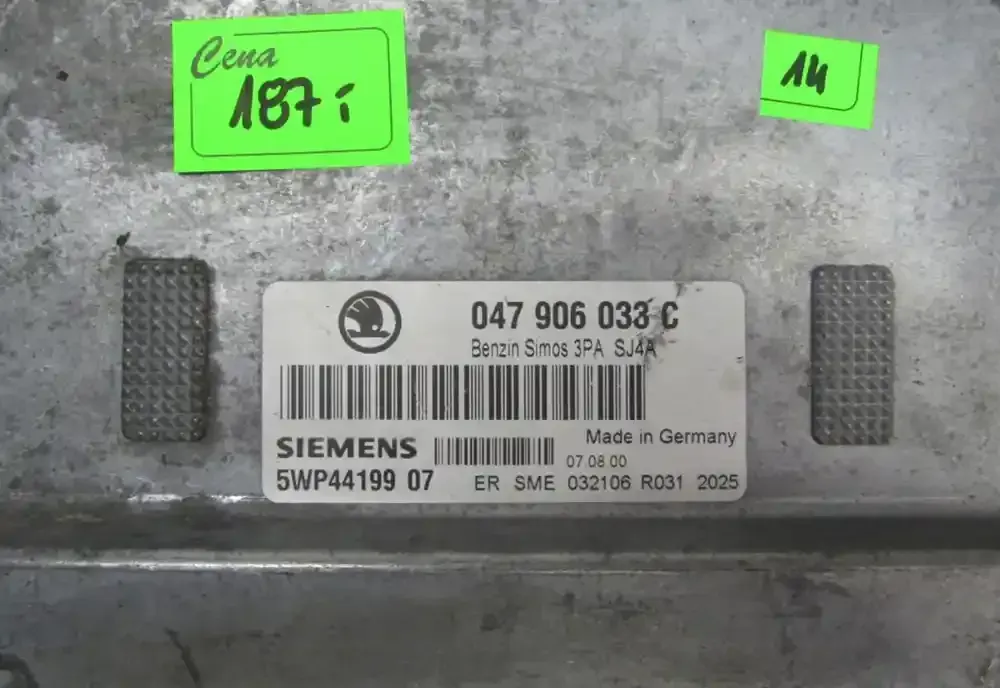 Cena
187 i
14
047 906 033 C
Benzin Simos 3PA SJ4A
SIEMENS
Made in Germany
07 08 00
5WP44199 07
ER SME 032106 R031 2025